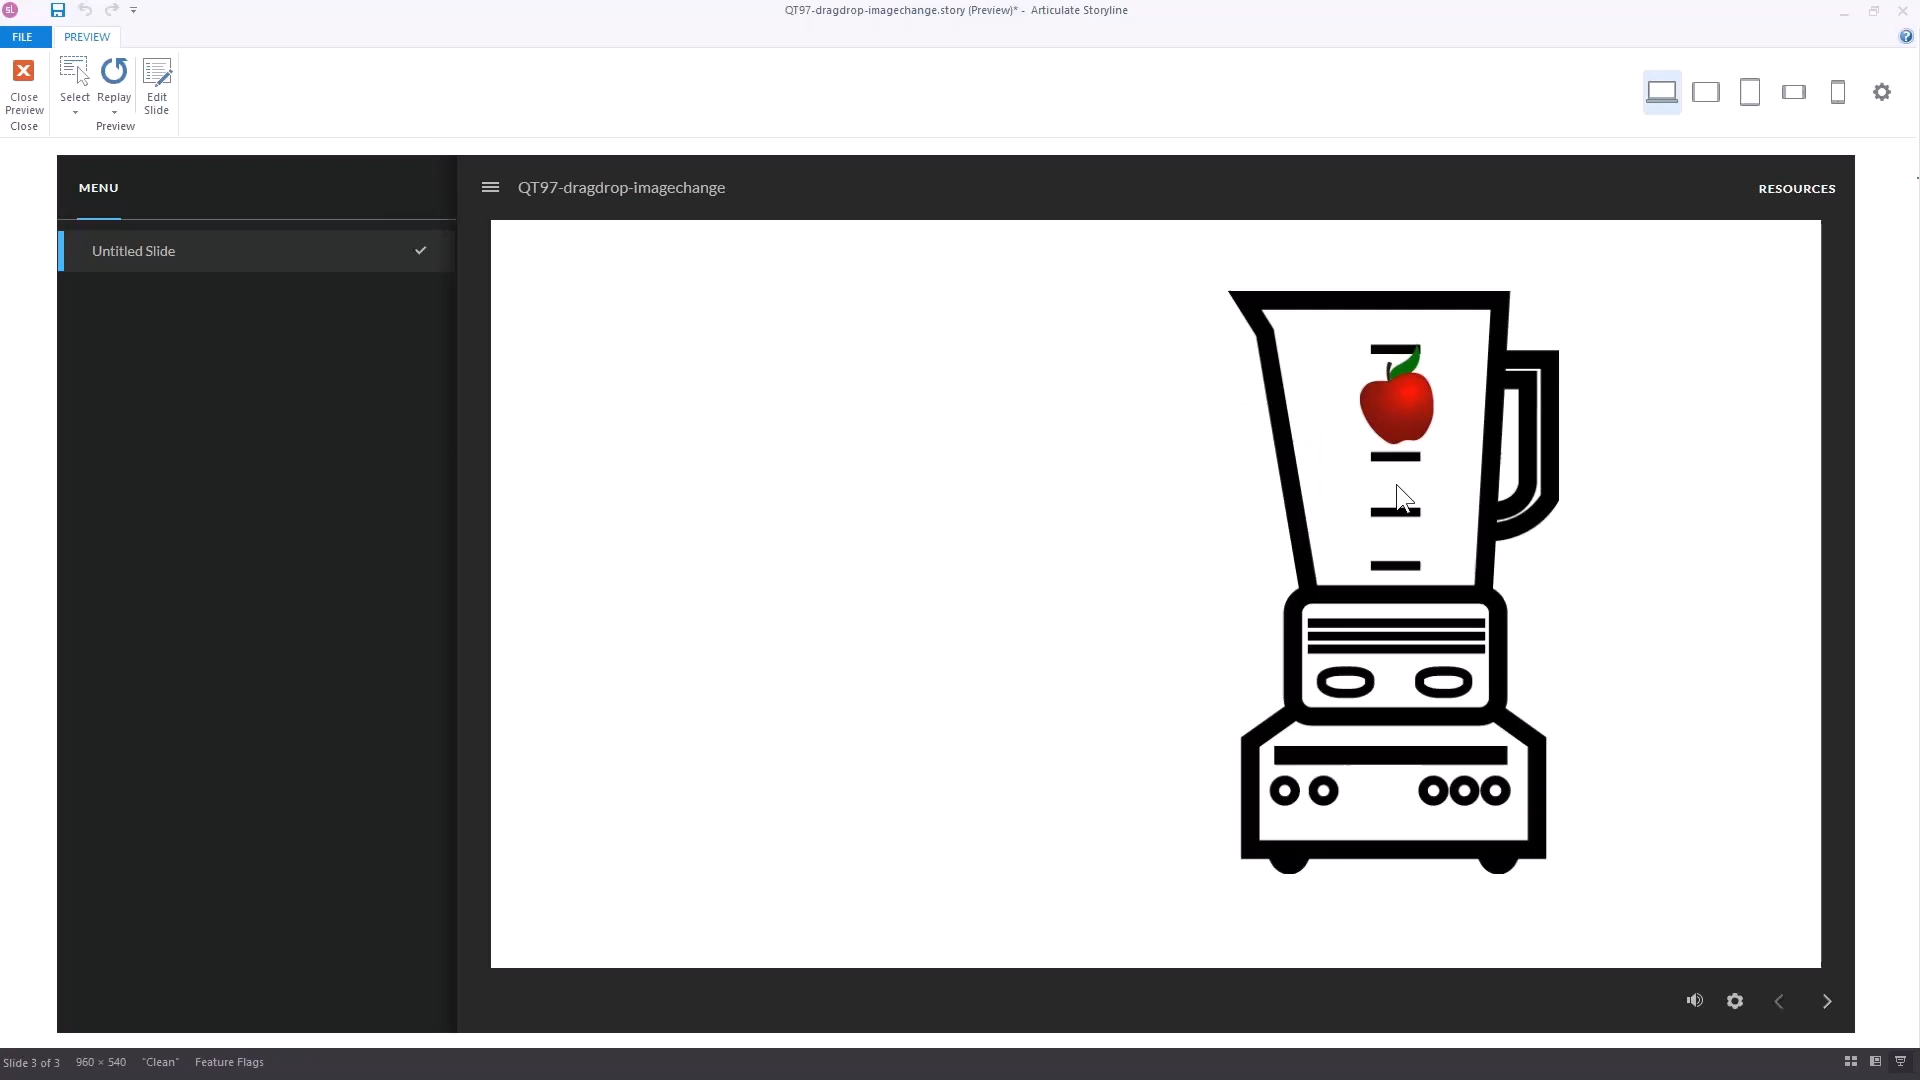 SL
QT97-dragdrop-imagechange.story (Preview)* - Articulate Storyline
FILE
PREVIEW
?
Close
Preview
Select
Replay
Edit
Slide
Close
Preview
MENU
QT97-dragdrop-imagechange
RESOURCES
Untitled Slide
Slide 3 of 3
960 × 540
"Clean"
Feature Flags